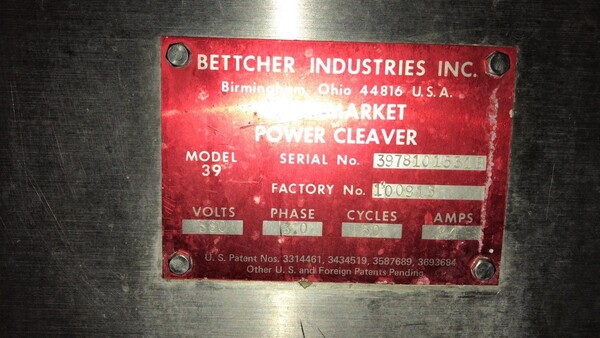 BETTCHER INDUSTRIES INC.
Birmingham, Ohio 44816 U.S.A.
MARKET
POWER CLEAVER
MODEL SERIAL No.
39
FACTORY No.
VOLTS PHASE CYCLES AMPS
U.S. Patent Nos. 3314461, 3434519, 3587689, 3693684
Other U.S. and Foreign Patents Pending